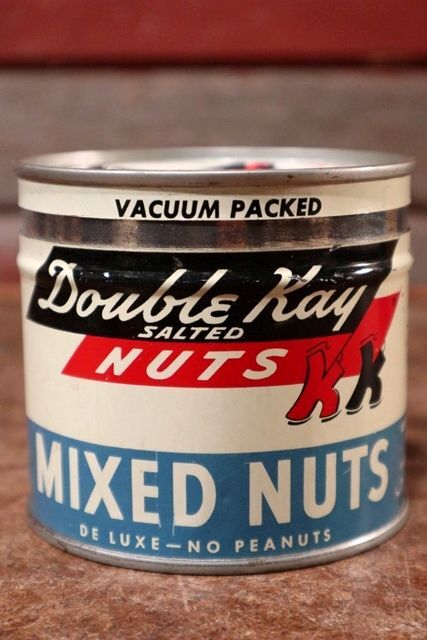 VACUUM PACKED
Double Kay
SALTED
NUTS
KK
MIXED NUTS
DE LUXE—NO PEANUTS